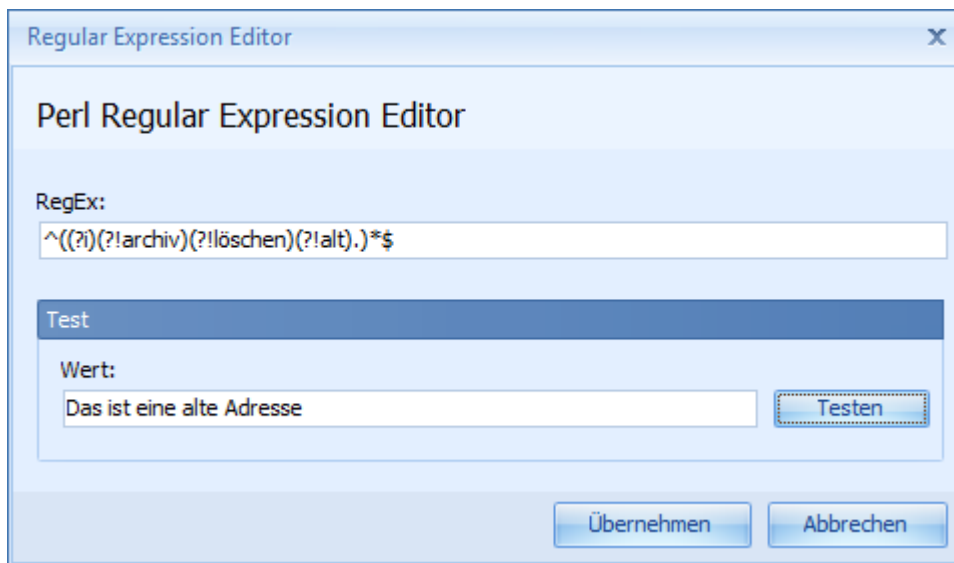 Regular Expression Editor
Perl Regular Expression Editor
RegEx:
^((?i)(?!archiv)(?!löschen)(?!alt).)*$
Test
Wert:
Das ist eine alte Adresse
Testen
Übernehmen
Abbrechen